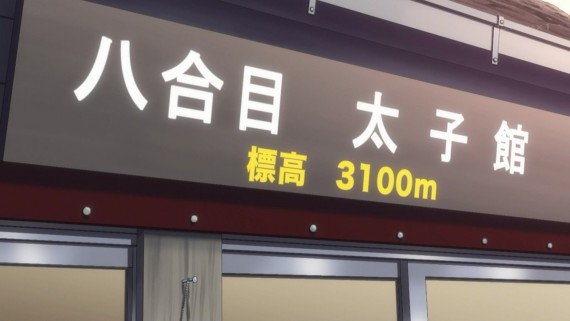 八合目 太子館
標高 3100m